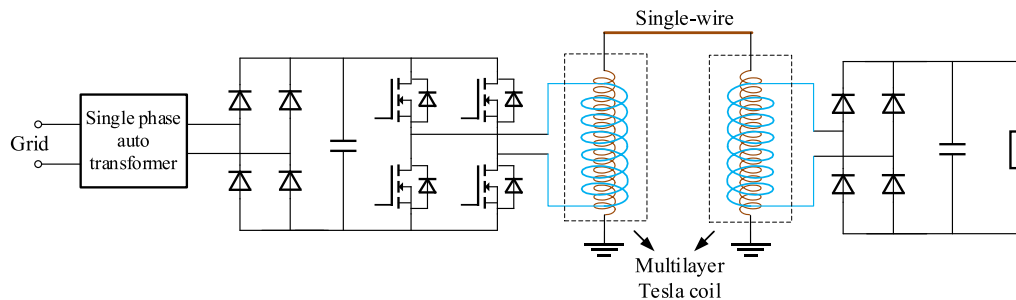 Single-wire
Grid
Single phase
auto
transformer
Multilayer
Tesla coil